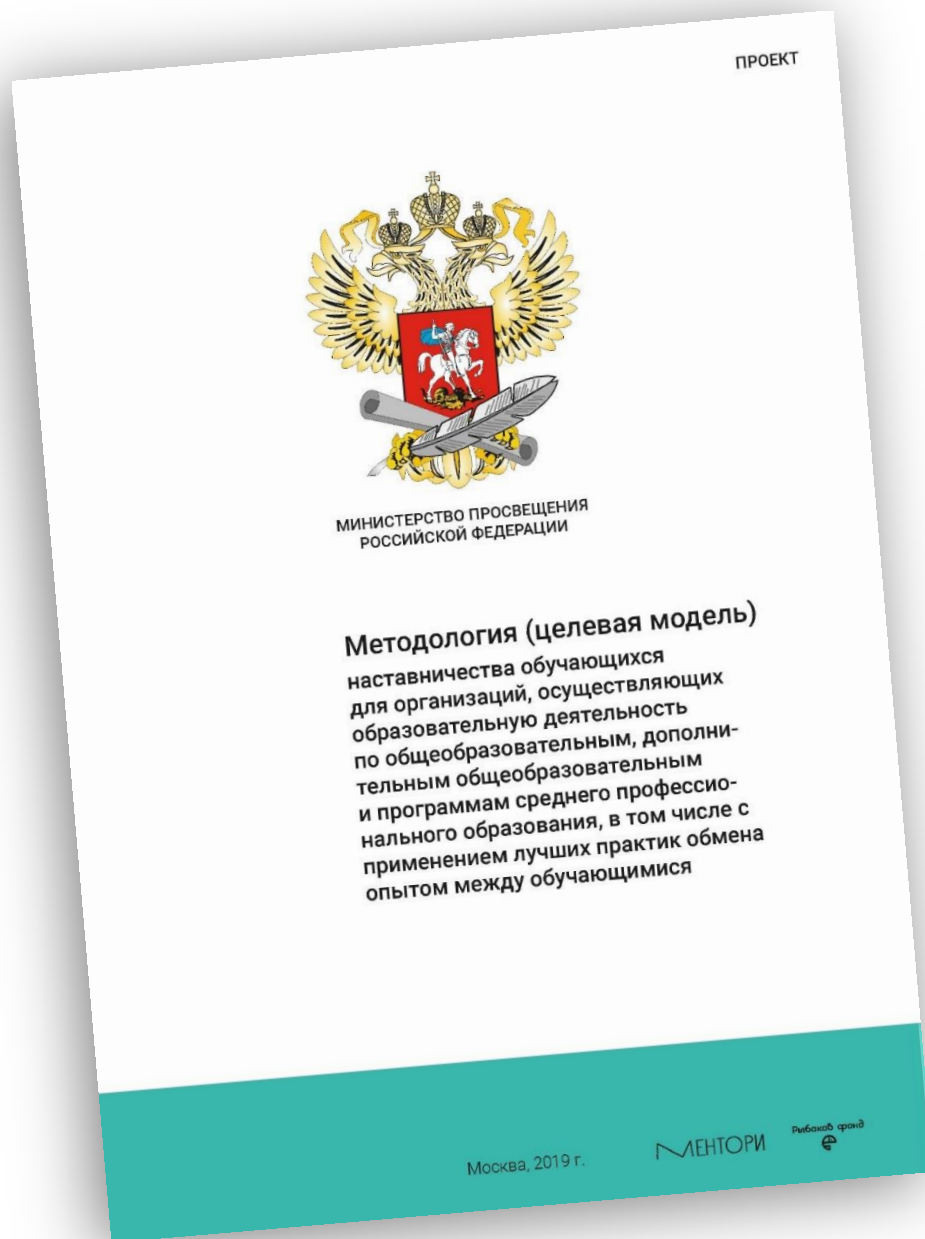 ПРОЕКТ
МИНИСТЕРСТВО ПРОСВЕЩЕНИЯ
РОССИЙСКОЙ ФЕДЕРАЦИИ
Методология (целевая модель)
наставничества обучающихся
для организаций, осуществляющих
образовательную деятельность
по общеобразовательным, дополни-
тельным общеобразовательным
и программам среднего профессио-
нального образования, в том числе с
применением лучших практик обмена
опытом между обучающимися
Москва, 2019 г.
МЕНТОРИ
Рыбаков фонд